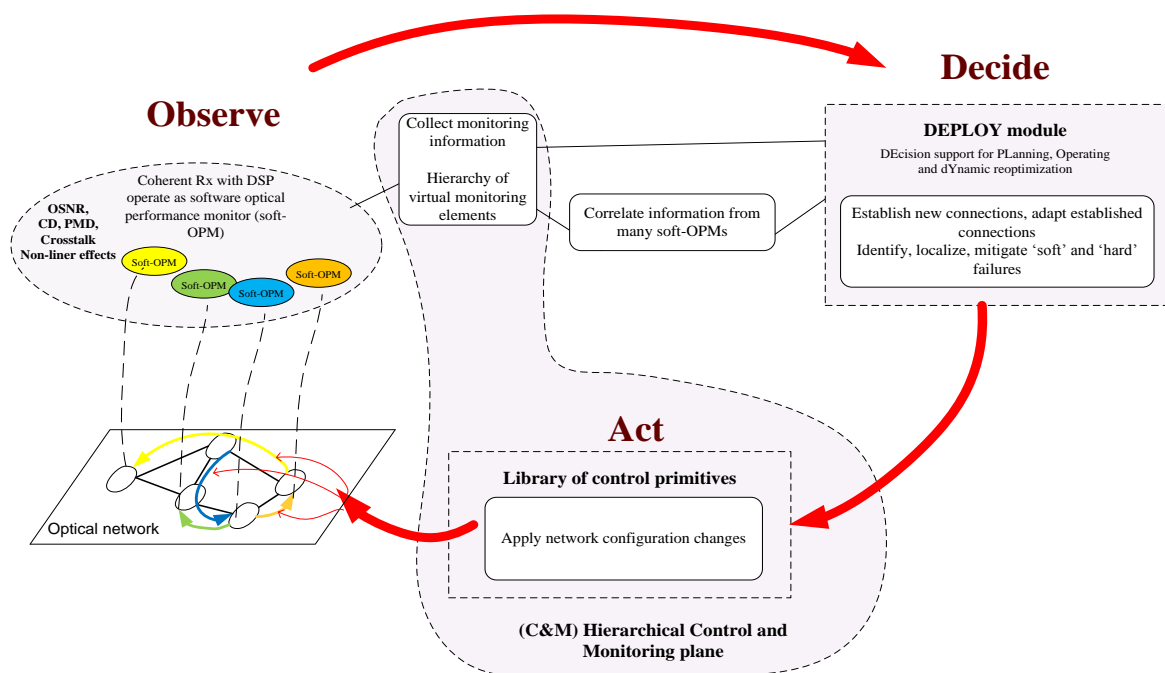 Observe
Decide
Coherent Rx with DSP
operate as software optical
performance monitor (soft-
OPM)
OSNR,
CD, PMD,
Crosstalk
Non-liner effects
Soft-OPM
Soft-OPM
Soft-OPM
Soft-OPM
Collect monitoring
information
Hierarchy of
virtual monitoring
elements
Correlate information from
many soft-OPMs
DEPLOY module
DEcision support for PLanning, Operating
and dYnamic reoptimization
Establish new connections, adapt established
connections
Identify, localize, mitigate ‘soft’ and ‘hard’
failures
Act
Library of control primitives
Apply network configuration changes
(C&M) Hierarchical Control and
Monitoring plane
Optical network